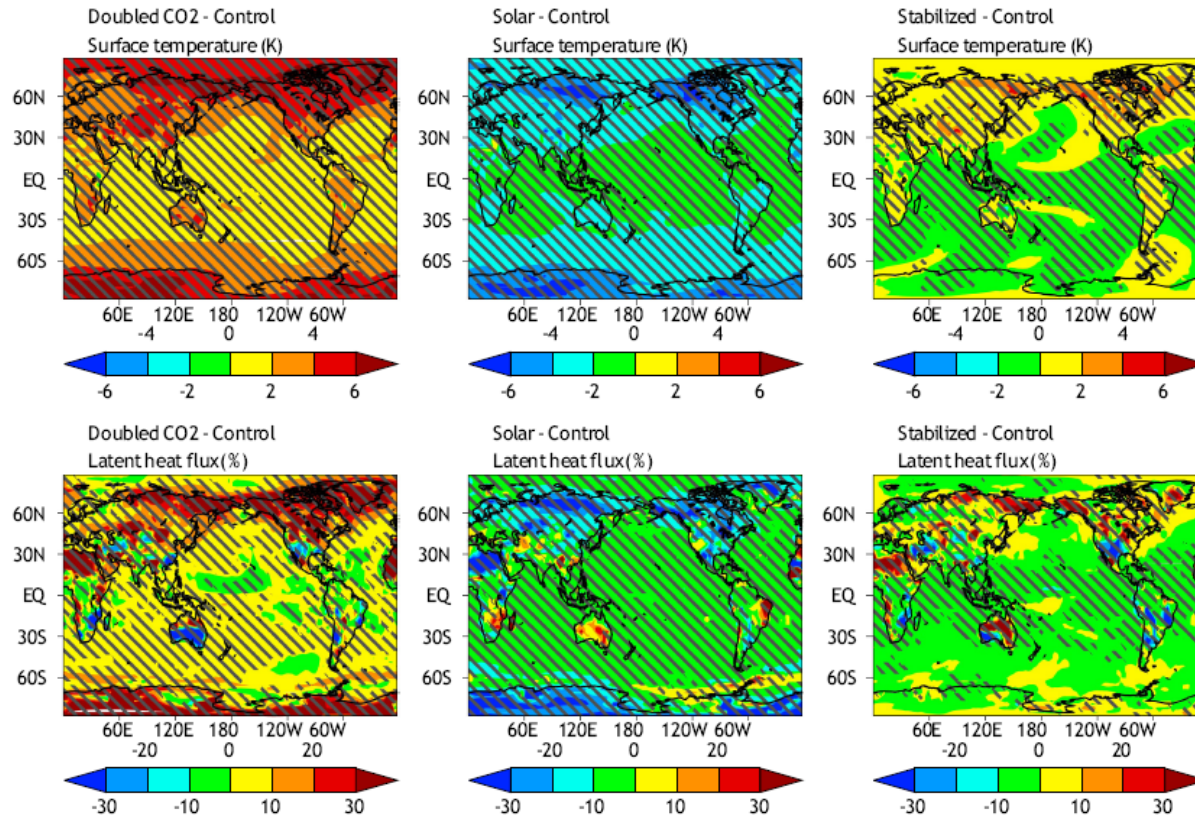 Doubled CO2 - Control
Surface temperature (K)
Solar - Control
Surface temperature (K)
Stabilized - Control
Surface temperature (K)
60N
30N
EQ
30S
60S
60E 120E 180 120W 60W
-4 0 4
-6 -2 2 6
60N
30N
EQ
30S
60S
60E 120E 180 120W 60W
-4 0 4
-6 -2 2 6
60N
30N
EQ
30S
60S
60E 120E 180 120W 60W
-4 0 4
-6 -2 2 6
Doubled CO2 - Control
Latent heat flux(%)
Solar - Control
Latent heat flux(%)
Stabilized - Control
Latent heat flux(%)
60N
30N
EQ
30S
60S
60E 120E 180 120W 60W
-20 0 20
-30 -10 10 30
60N
30N
EQ
30S
60S
60E 120E 180 120W 60W
-20 0 20
-30 -10 10 30
60N
30N
EQ
30S
60S
60E 120E 180 120W 60W
-20 0 20
-30 -10 10 30